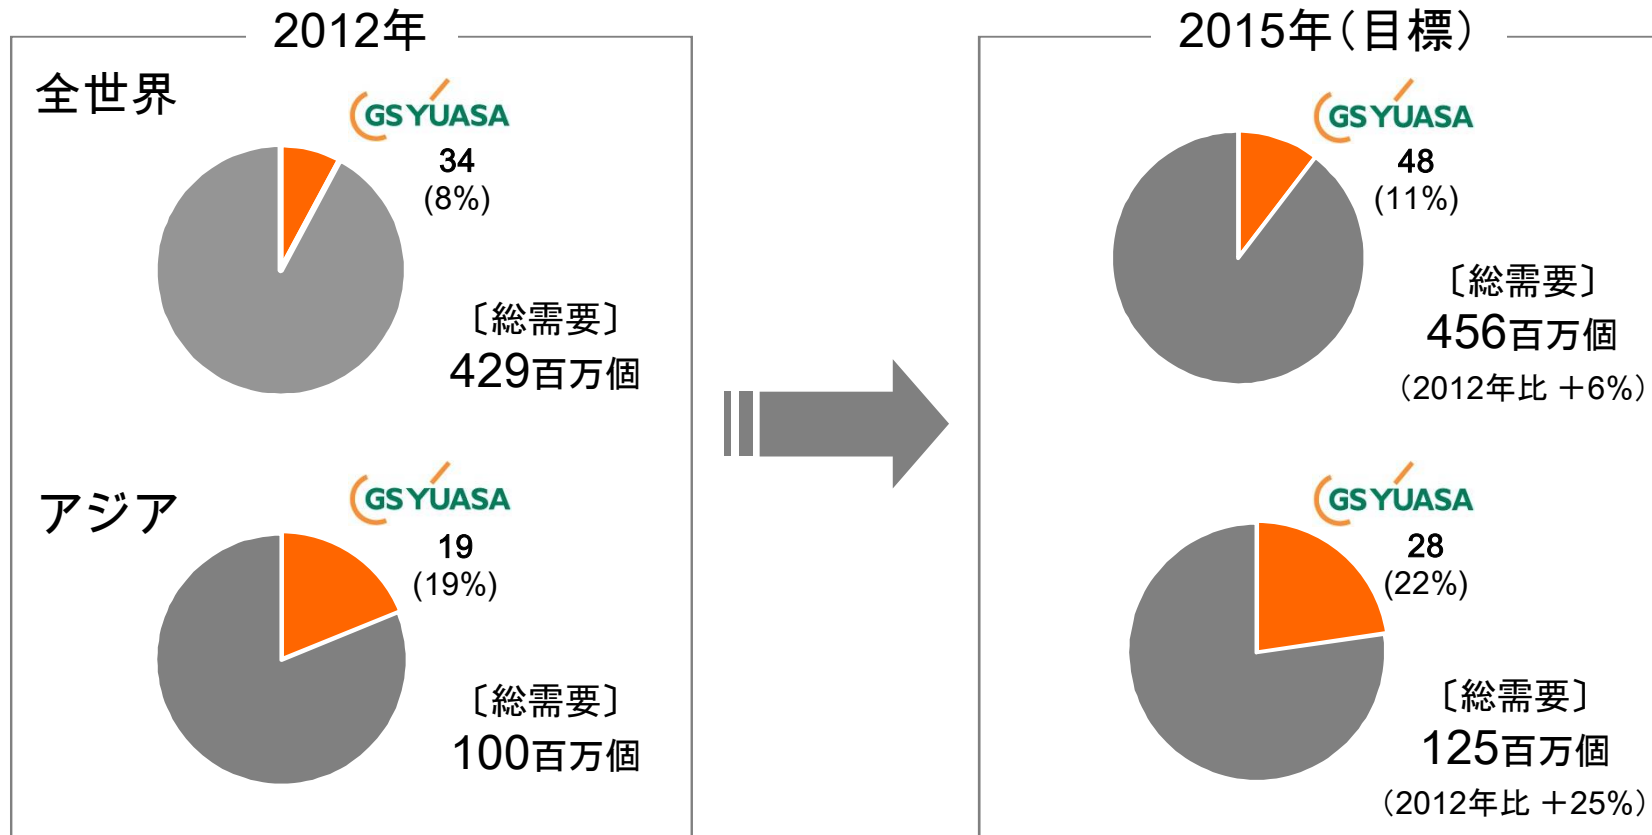 2012年
全世界
GS YUASA
34
(8%)
〔総需要〕
429百万個
アジア
GS YUASA
19
(19%)
〔総需要〕
100百万個
2015年(目標)
GS YUASA
48
(11%)
〔総需要〕
456百万個
(2012年比 +6%)
GS YUASA
28
(22%)
〔総需要〕
125百万個
(2012年比 +25%)